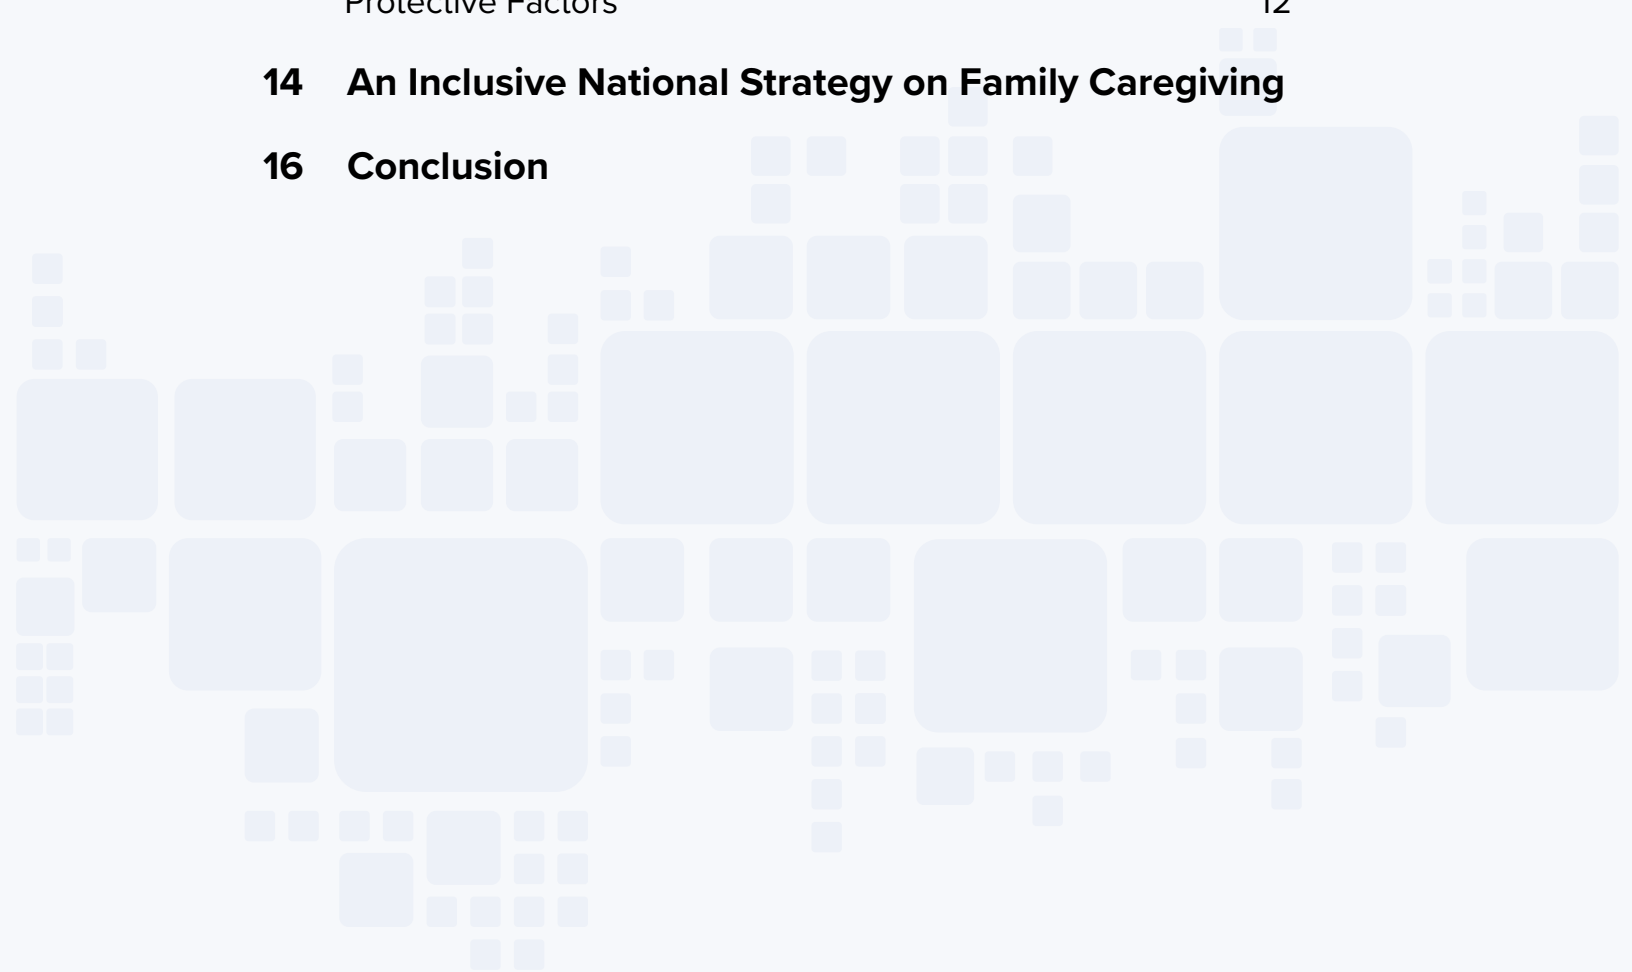 Protective Factors 12
14 An Inclusive National Strategy on Family Caregiving
16 Conclusion